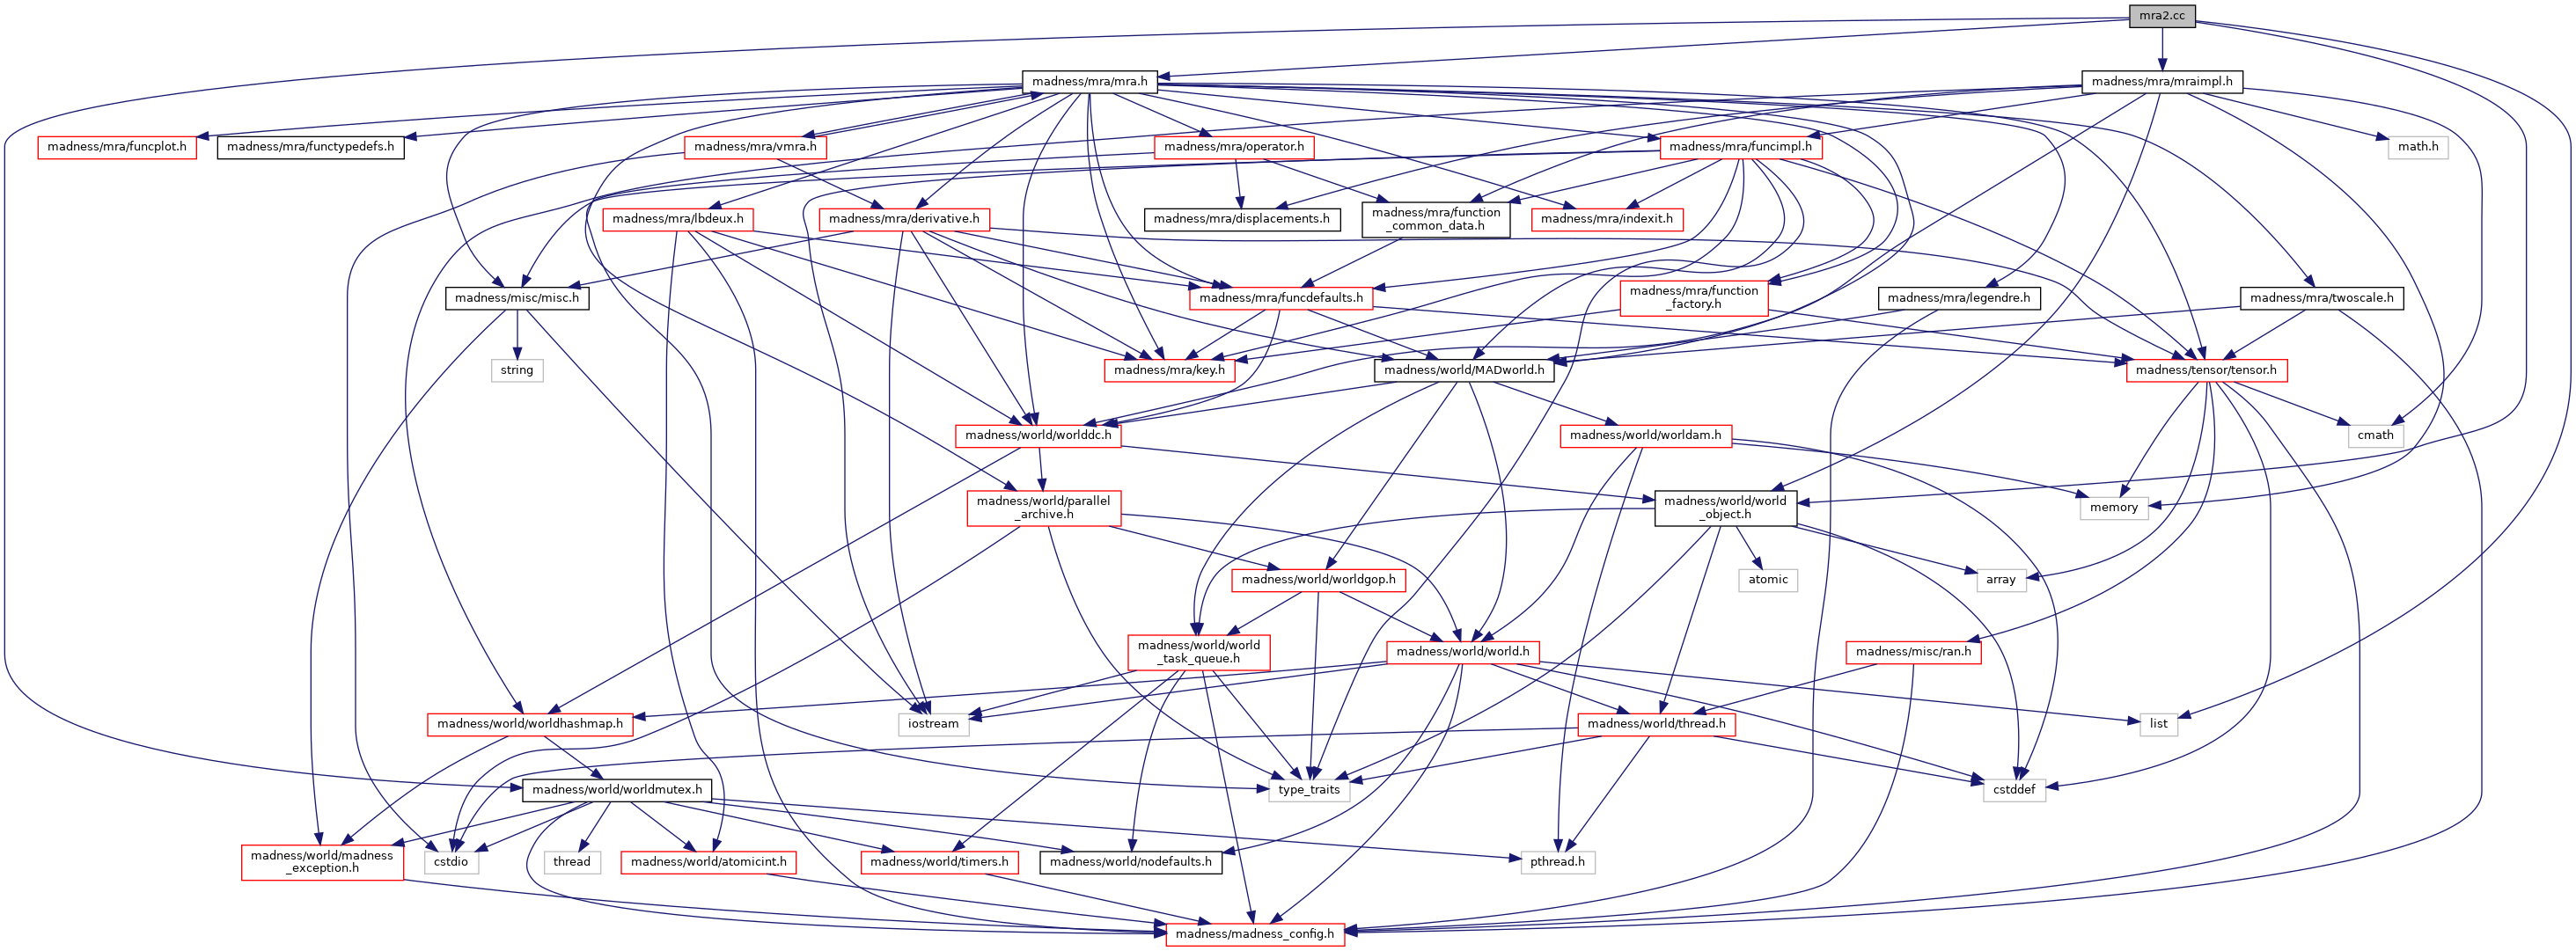 mra2.cc
madness/mra/mra.h
madness/mra/mraimpl.h
madness/mra/funcplot.h
madness/mra/functypedefs.h
madness/mra/vmra.h
madness/mra/operator.h
madness/mra/funcimpl.h
math.h
madness/mra/lbdeux.h
madness/mra/derivative.h
madness/mra/displacements.h
madness/mra/function
_common_data.h
madness/mra/indexit.h
madness/misc/misc.h
madness/mra/funcdefaults.h
madness/mra/function
_factory.h
madness/mra/legendre.h
madness/mra/twoscale.h
string
madness/mra/key.h
madness/world/MADworld.h
madness/tensor/tensor.h
madness/world/worlddc.h
madness/world/worldam.h
cmath
madness/world/parallel
_archive.h
madness/world/world
_object.h
memory
madness/world/worldgop.h
atomic
array
madness/world/world
_task_queue.h
madness/world/world.h
madness/misc/ran.h
madness/world/worldhashmap.h
iostream
madness/world/thread.h
list
madness/world/worldmutex.h
type_traits
cstddef
madness/world/madness
_exception.h
cstdio
thread
madness/world/atomicint.h
madness/world/timers.h
madness/world/nodefaults.h
pthread.h
madness/madness_config.h